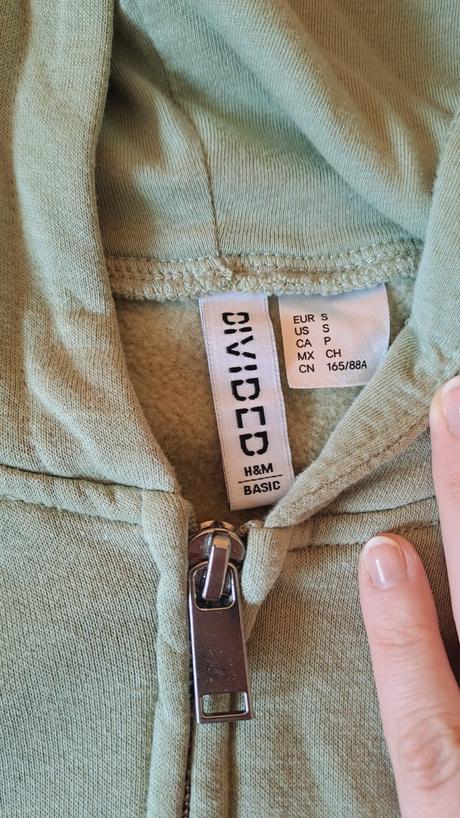 DIVIDED
H&M
BASIC
EUR S
US S
CA P
MX CH
CN 165/88A